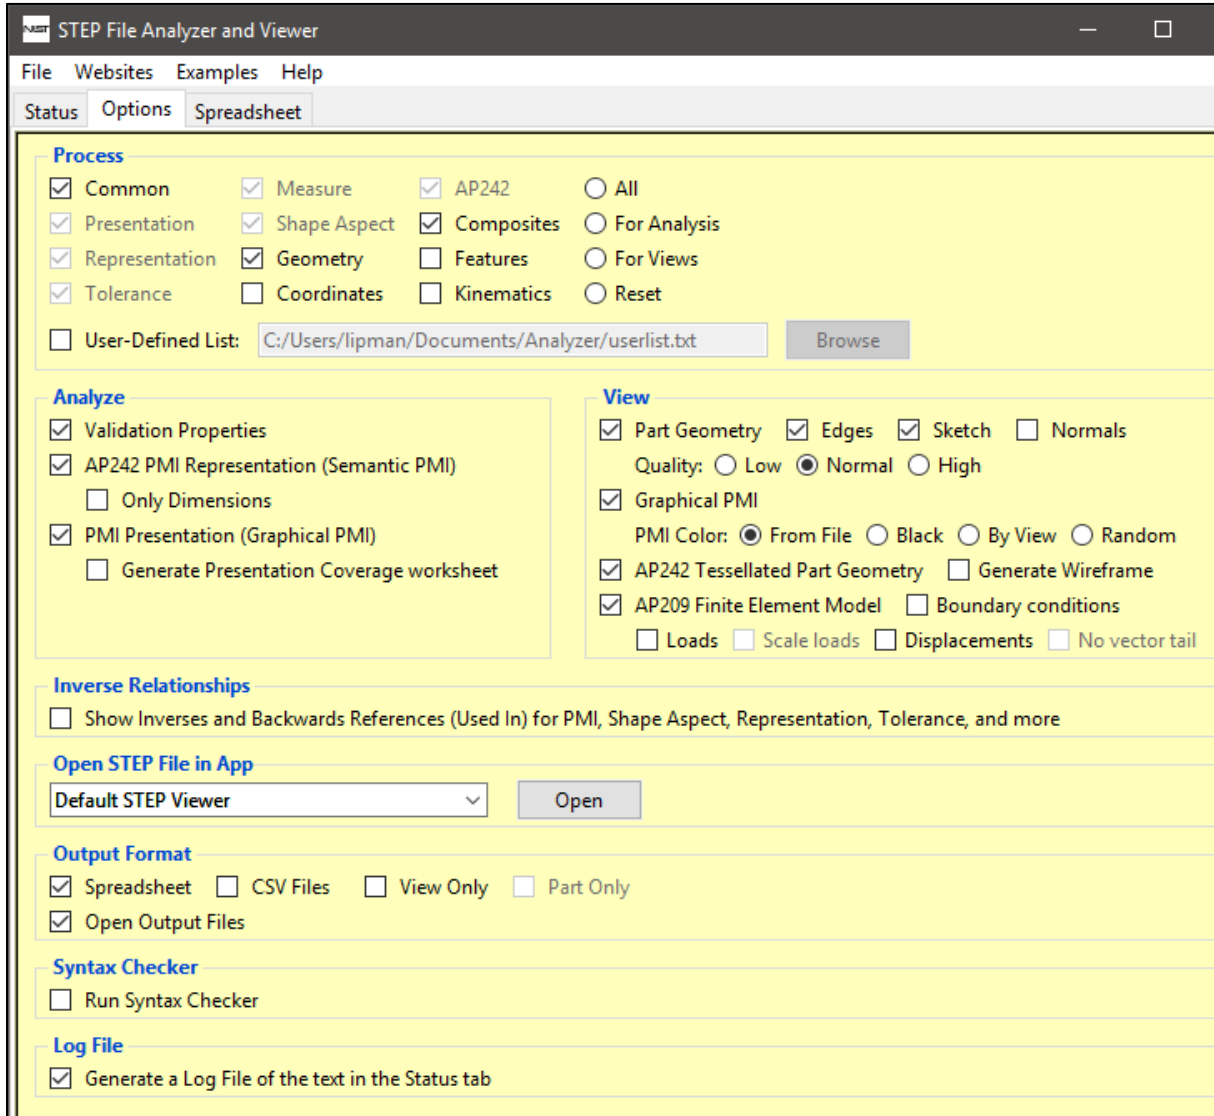 NIST STEP File Analyzer and Viewer
File Websites Examples Help
Status Options Spreadsheet
Process
Common Measure AP242 All
Presentation Shape Aspect Composites For Analysis
Representation Geometry Features For Views
Tolerance Coordinates Kinematics Reset
User-Defined List: C:/Users/lipman/Documents/Analyzer/userlist.txt Browse
Analyze View
Validation Properties Part Geometry Edges Sketch Normals
AP242 PMI Representation (Semantic PMI) Quality: Low Normal High
Only Dimensions Graphical PMI
PMI Presentation (Graphical PMI) PMI Color: From File Black By View Random
Generate Presentation Coverage worksheet AP242 Tessellated Part Geometry Generate Wireframe
AP209 Finite Element Model Boundary conditions
Loads Scale loads Displacements No vector tail
Inverse Relationships
Show Inverses and Backwards References (Used In) for PMI, Shape Aspect, Representation, Tolerance, and more
Open STEP File in App
Default STEP Viewer Open
Output Format
Spreadsheet CSV Files View Only Part Only
Open Output Files
Syntax Checker
Run Syntax Checker
Log File
Generate a Log File of the text in the Status tab